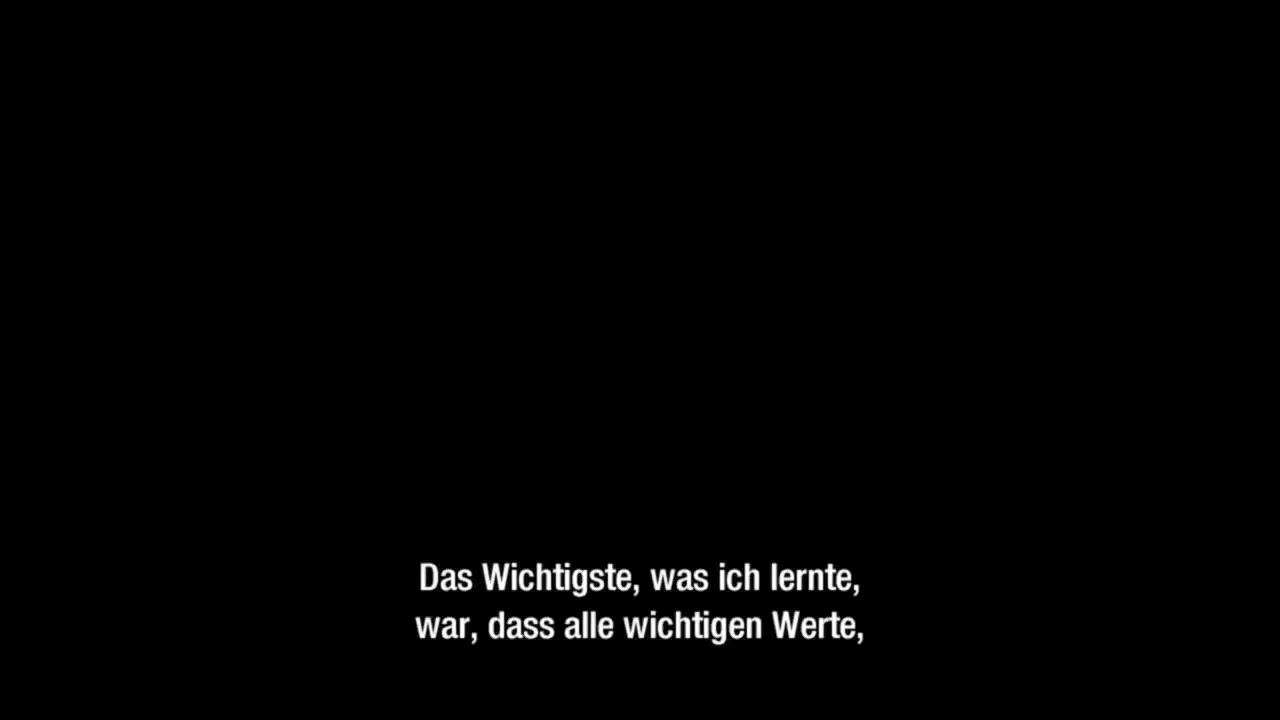 Das Wichtigste, was ich lernte,
war, dass alle wichtigen Werte,